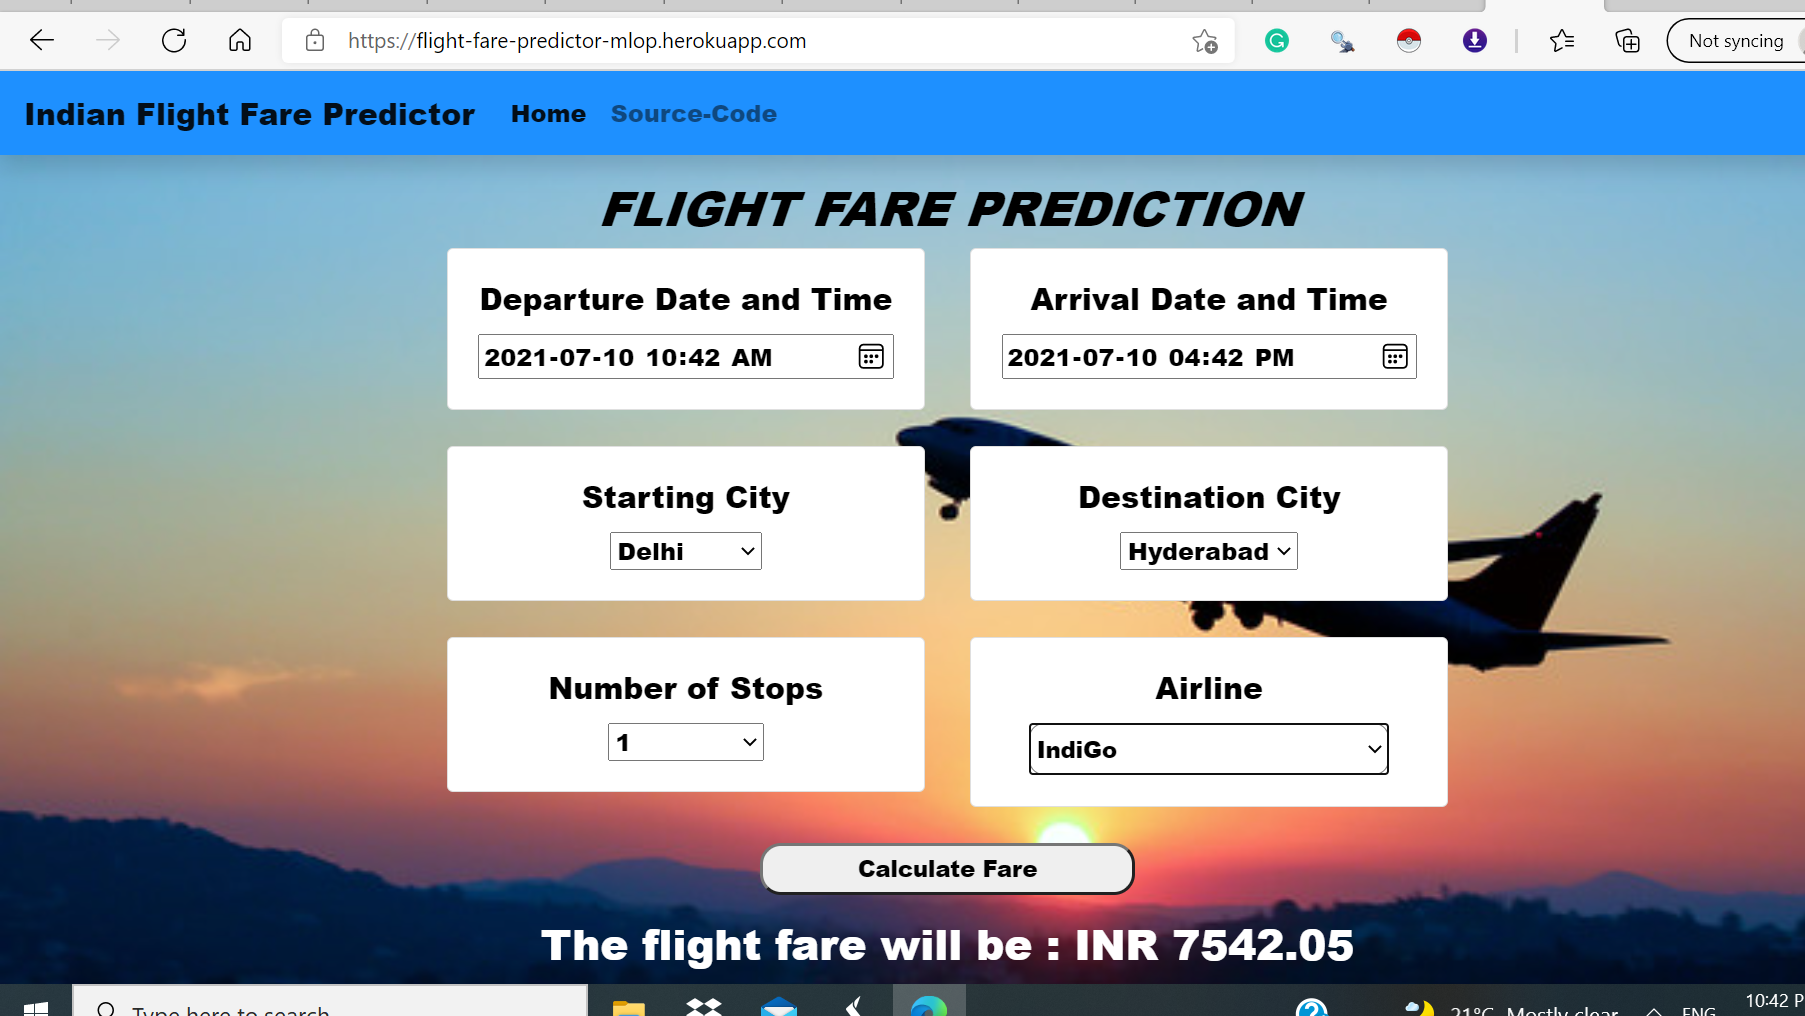 https://flight-fare-predictor-mlop.herokuapp.com
Not syncing
Indian Flight Fare Predictor Home Source-Code
FLIGHT FARE PREDICTION
Departure Date and Time
2021-07-10 10:42 AM
Arrival Date and Time
2021-07-10 04:42 PM
Starting City
Delhi
Destination City
Hyderabad
Number of Stops
1
Airline
IndiGo
Calculate Fare
The flight fare will be : INR 7542.05
Type here to search
21°C Mostly clear
ENG
10:42 P